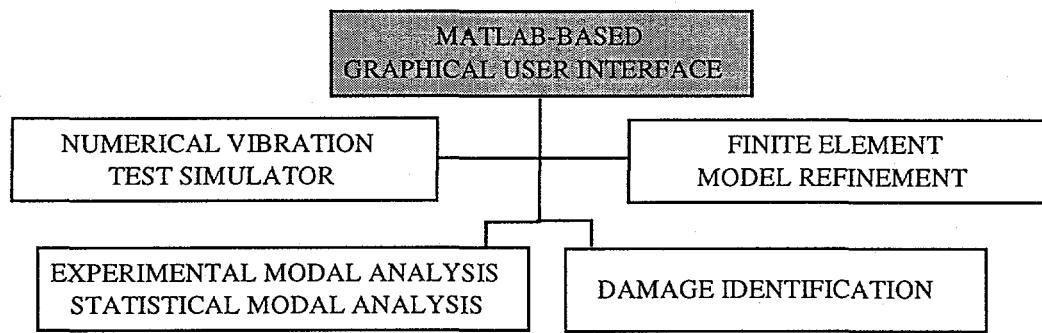 MATLAB-BASED
GRAPHICAL USER INTERFACE
NUMERICAL VIBRATION
TEST SIMULATOR
FINITE ELEMENT
MODEL REFINEMENT
EXPERIMENTAL MODAL ANALYSIS
STATISTICAL MODAL ANALYSIS
DAMAGE IDENTIFICATION